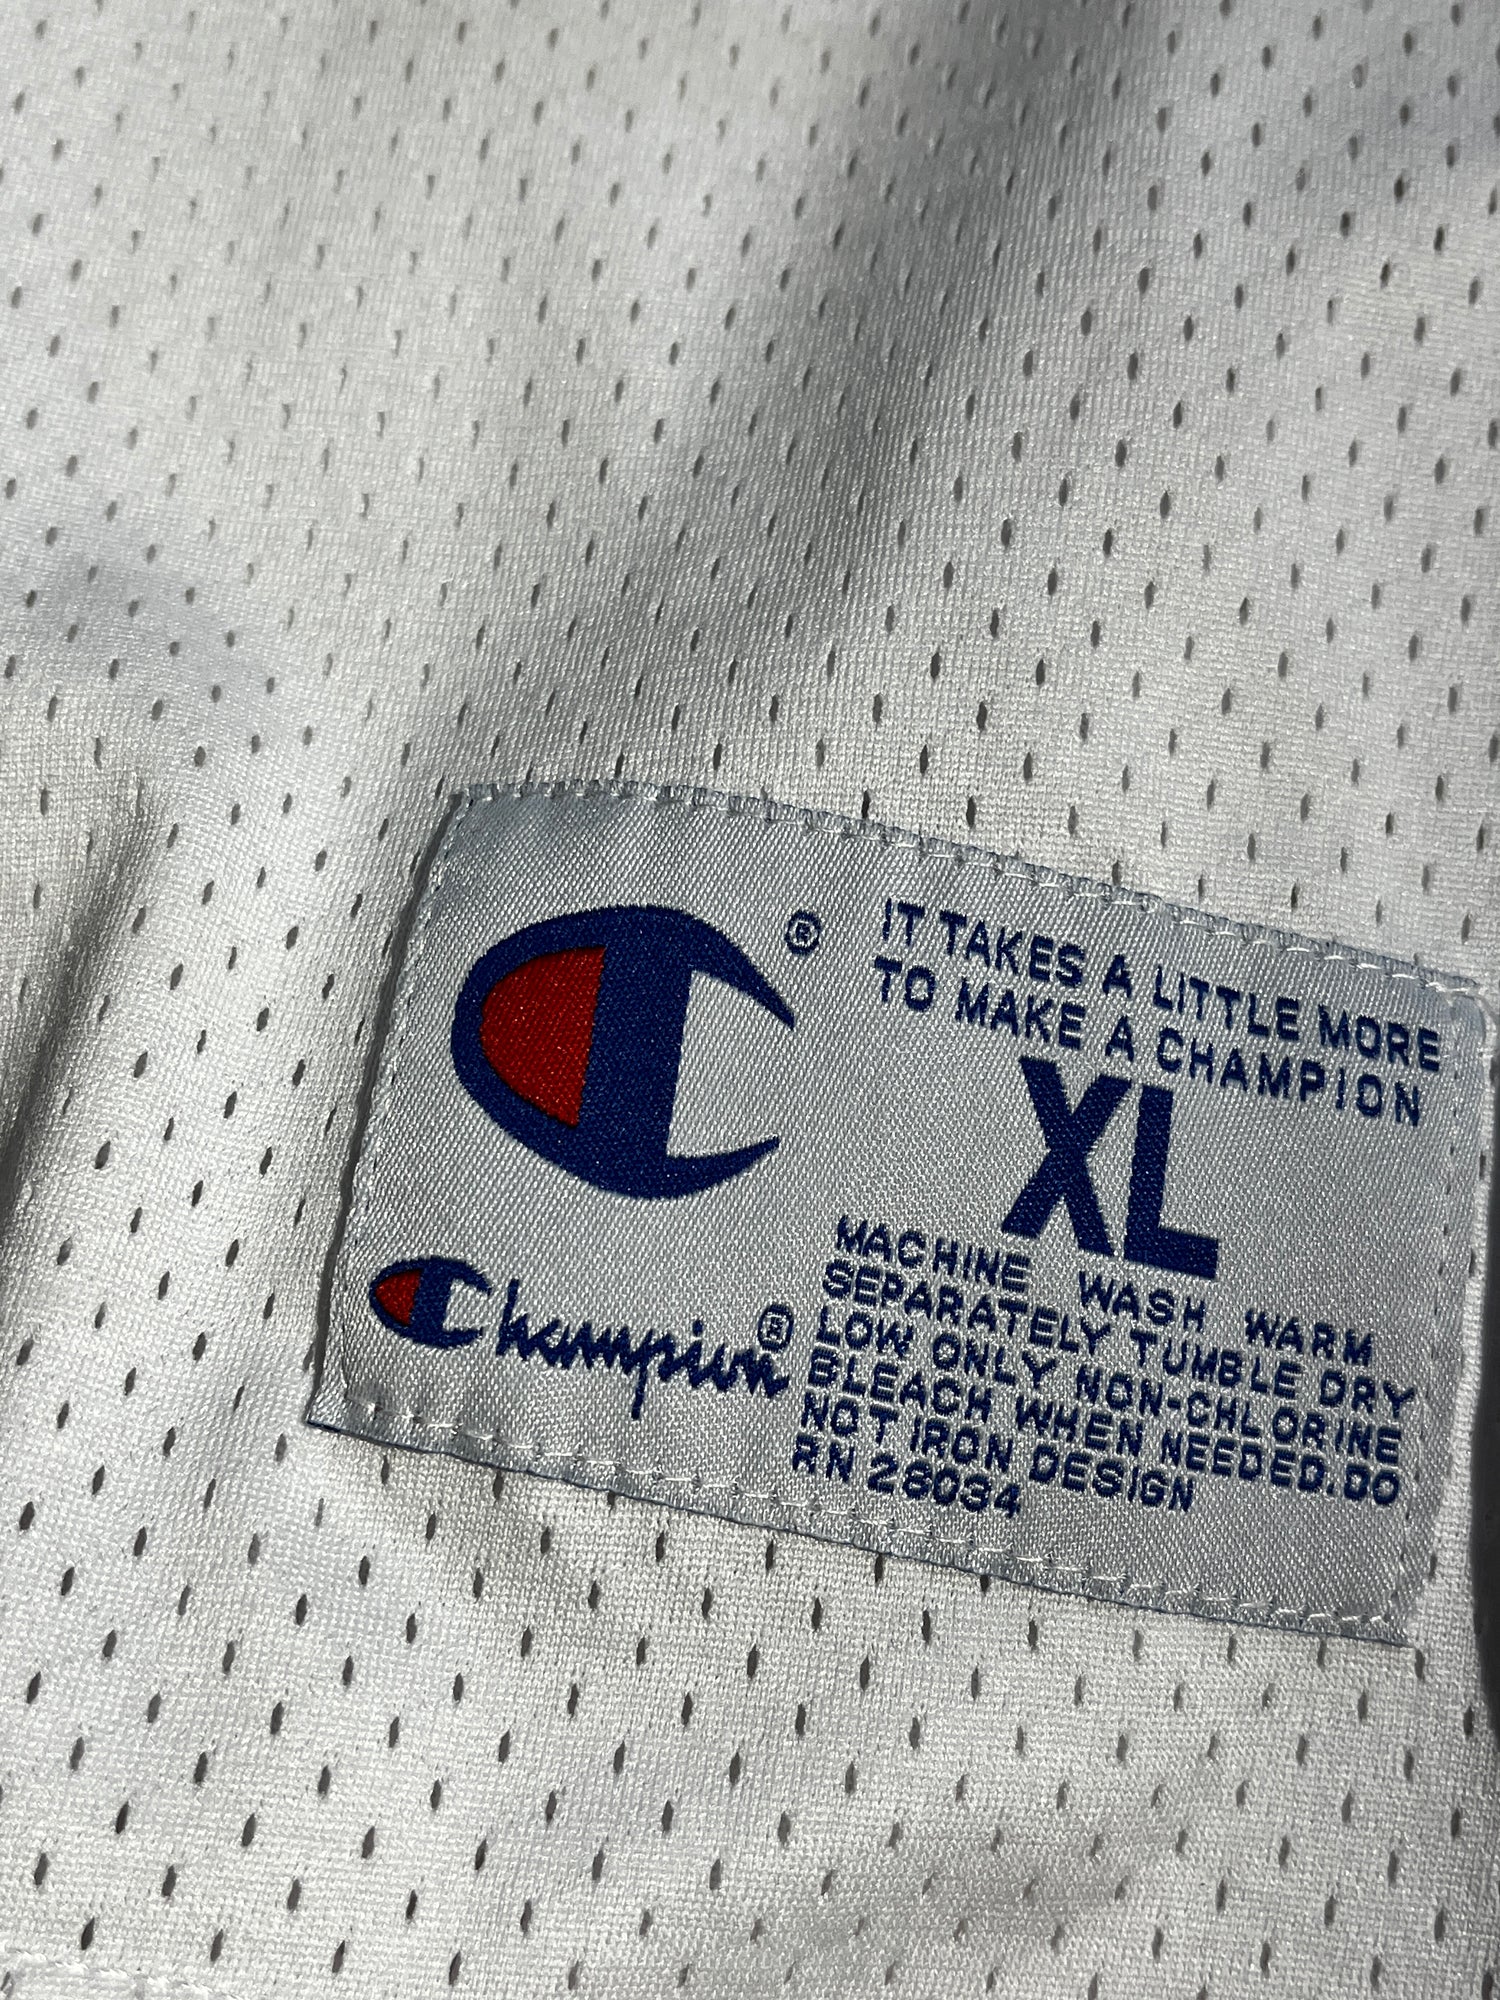 ®
IT TAKES A LITTLE MORE
TO MAKE A CHAMPION
XL
Champion®
MACHINE WASH WARM
SEPARATELY TUMBLE DRY
LOW ONLY NON-CHLORINE
BLEACH WHEN NEEDED. DO
NOT IRON DESIGN
RN 28034